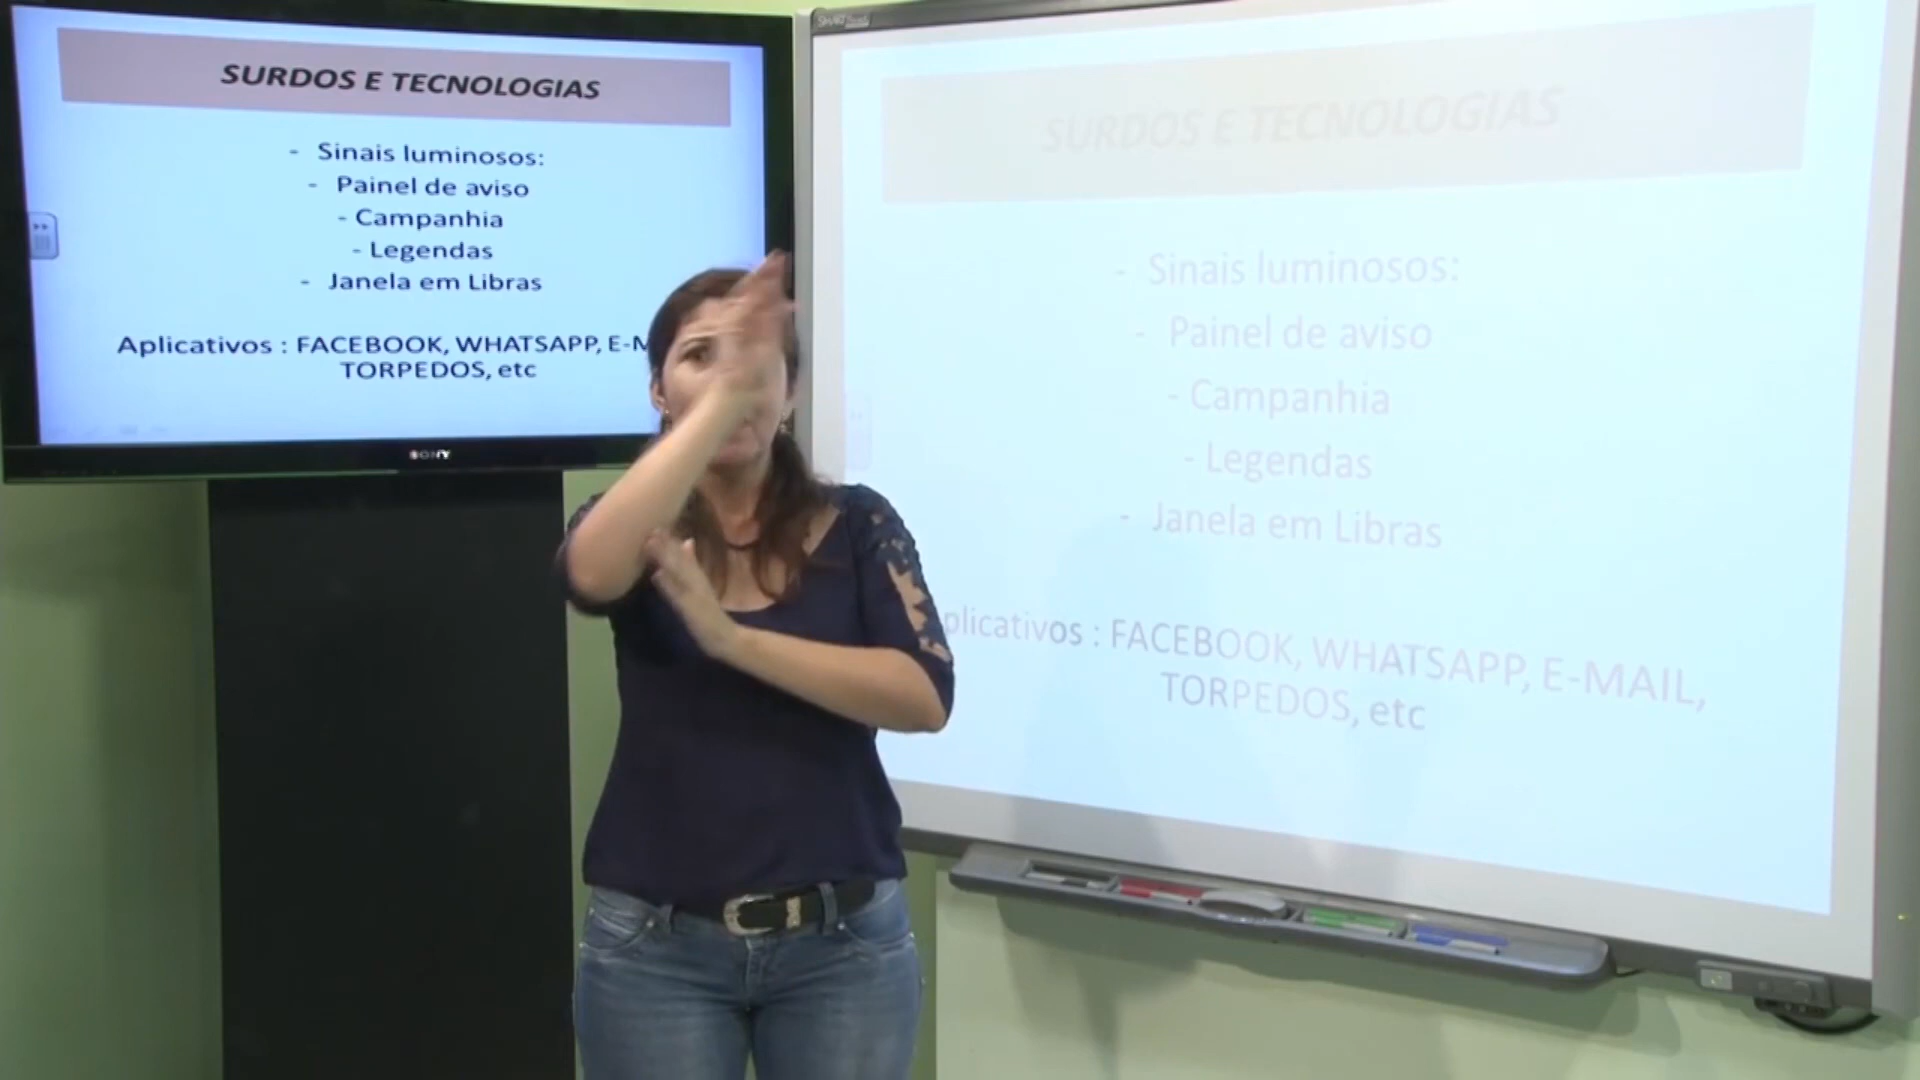 SURDOS E TECNOLOGIAS
- Sinais luminosos:
- Painel de aviso
- Campanhia
- Legendas
- Janela em Libras
Aplicativos : FACEBOOK, WHATSAPP, E-M
TORPEDOS, etc
SONY
SURDOS E TECNOLOGIAS
- Sinais luminosos:
- Painel de aviso
- Campanhia
- Legendas
- Janela em Libras
plicativos : FACEBOOK, WHATSAPP, E-MAIL,
TORPEDOS, etc